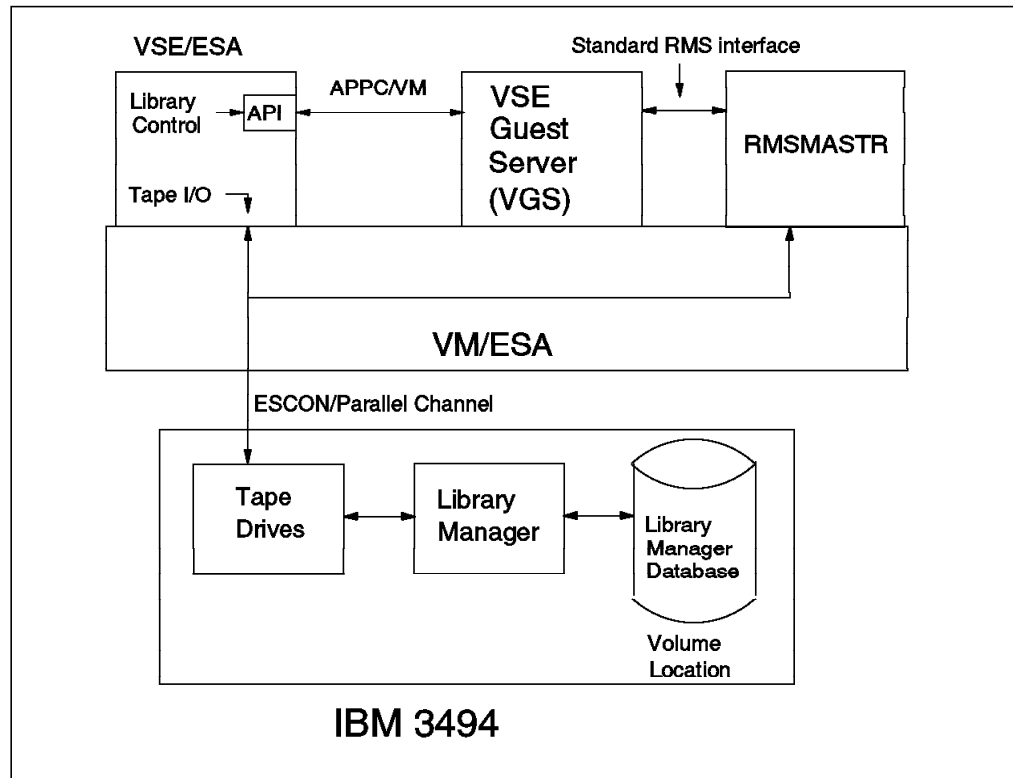 VSE/ESA
Standard RMS interface
Library
Control
API
APPC/VM
VSE
Guest
Server
(VGS)
RMSMASTR
Tape I/O
VM/ESA
ESCON/Parallel Channel
Tape
Drives
Library
Manager
Library
Manager
Database
Volume
Location
IBM 3494